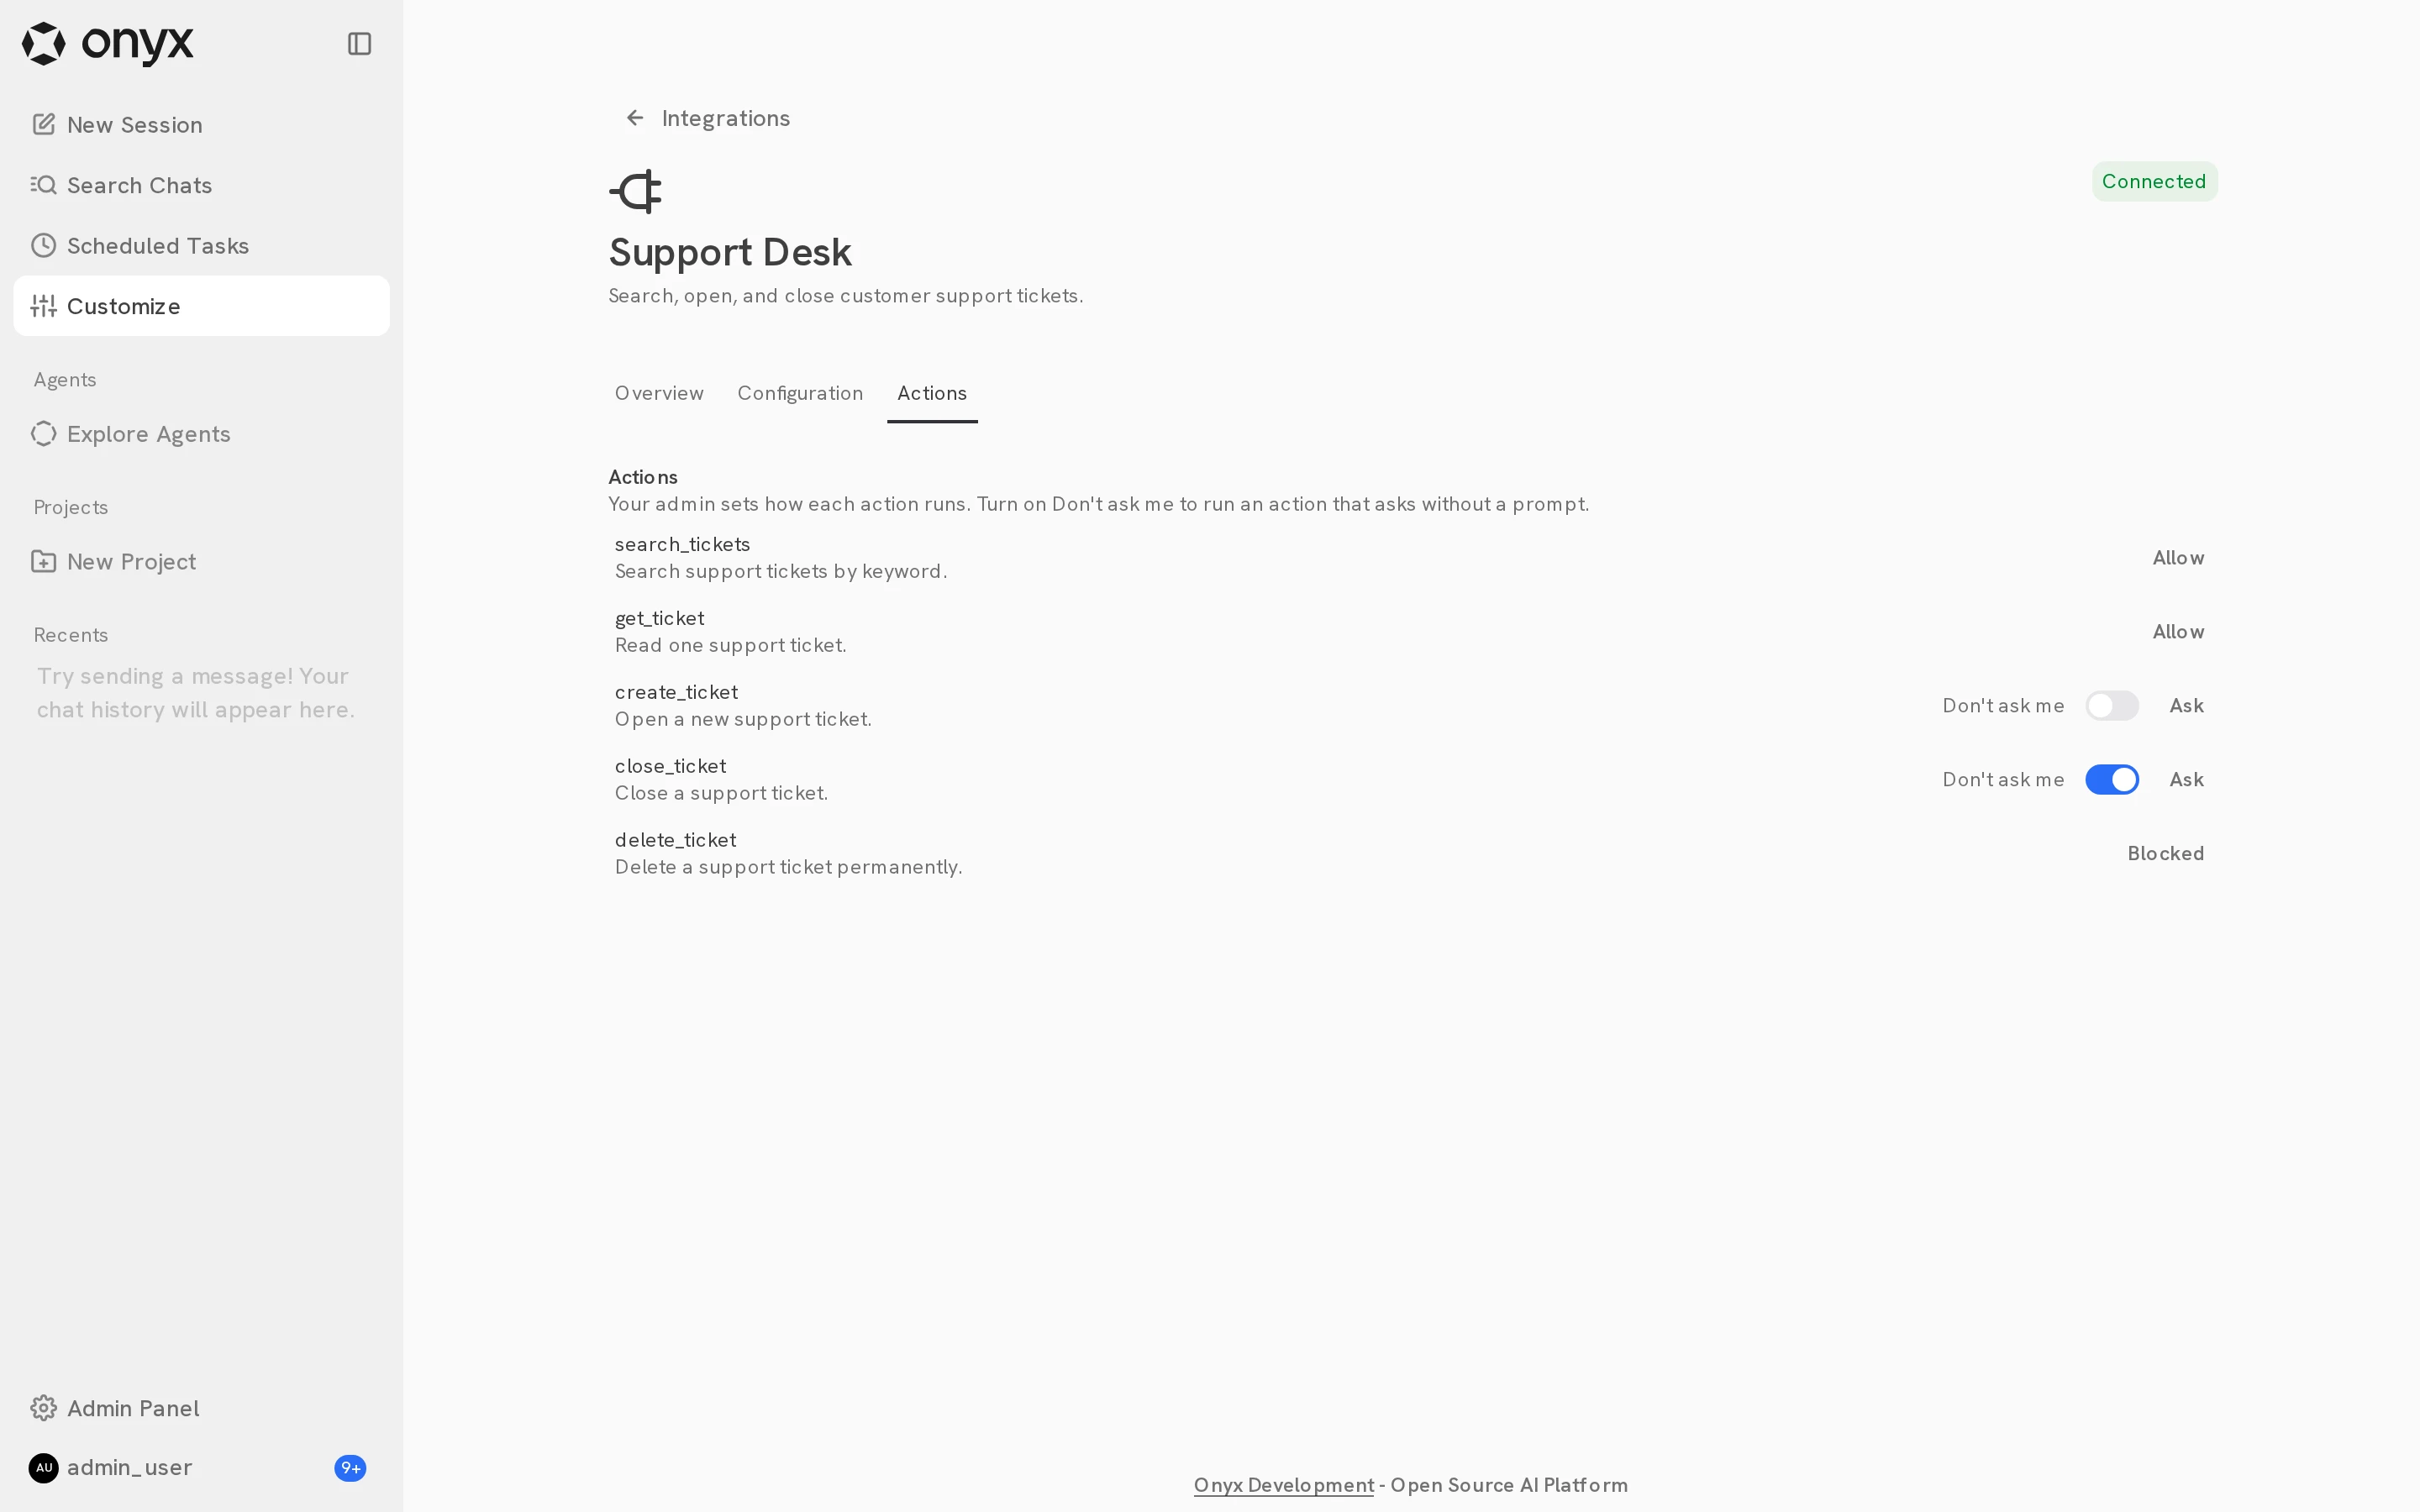 onyx
New Session
Search Chats
Scheduled Tasks
Customize
Agents
Explore Agents
Projects
New Project
Recents
Try sending a message! Your
chat history will appear here.
Admin Panel
AU admin_user 9+
Integrations
Connected
Support Desk
Search, open, and close customer support tickets.
Overview Configuration Actions
Actions
Your admin sets how each action runs. Turn on Don't ask me to run an action that asks without a prompt.
search_tickets
Search support tickets by keyword.
Allow
get_ticket
Read one support ticket.
Allow
create_ticket
Open a new support ticket.
Don't ask me Ask
close_ticket
Close a support ticket.
Don't ask me Ask
delete_ticket
Delete a support ticket permanently.
Blocked
Onyx Development - Open Source AI Platform